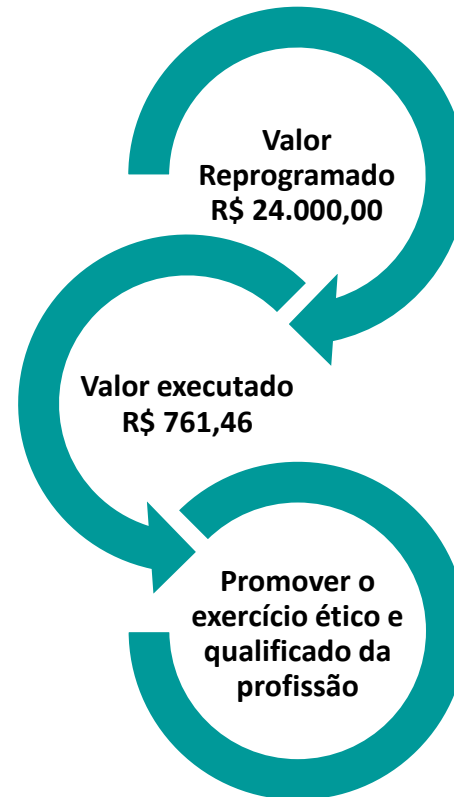 Valor
Reprogramado
R$ 24.000,00
Valor executado
R$ 761,46
Promover o
exercício ético e
qualificado da
profissão